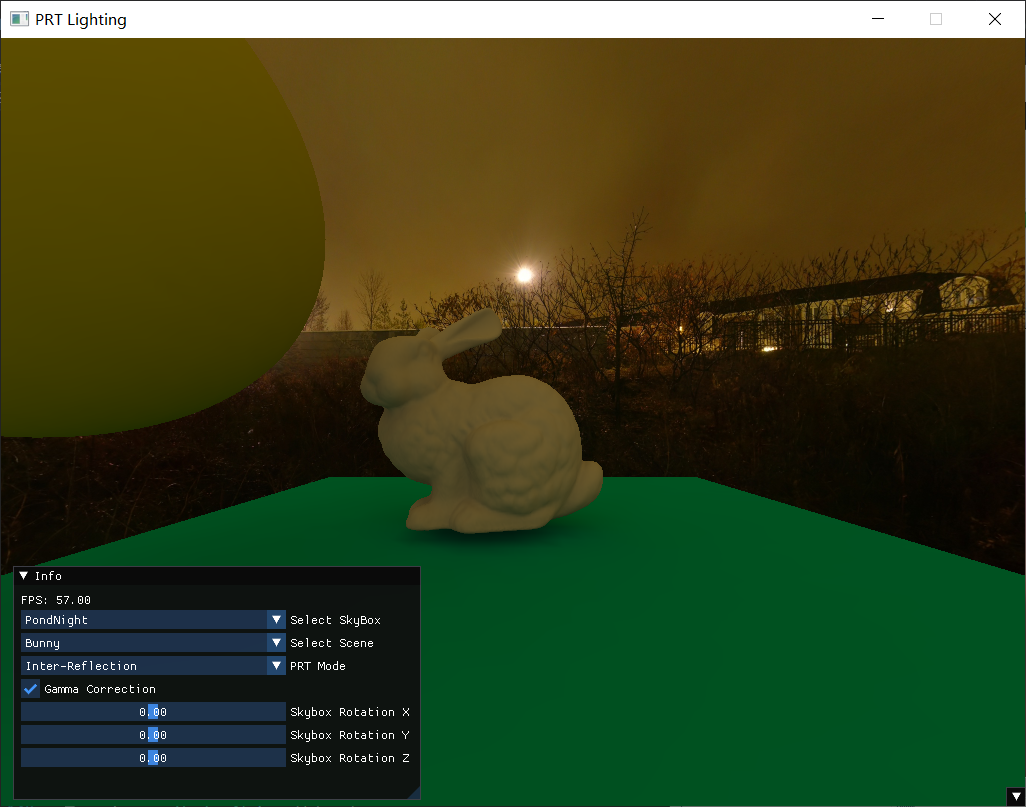 PRT Lighting
Info
FPS: 57.00
PondNight Select SkyBox
Bunny Select Scene
Inter-Reflection PRT Mode
Gamma Correction
0.00 Skybox Rotation X
0.00 Skybox Rotation Y
0.00 Skybox Rotation Z